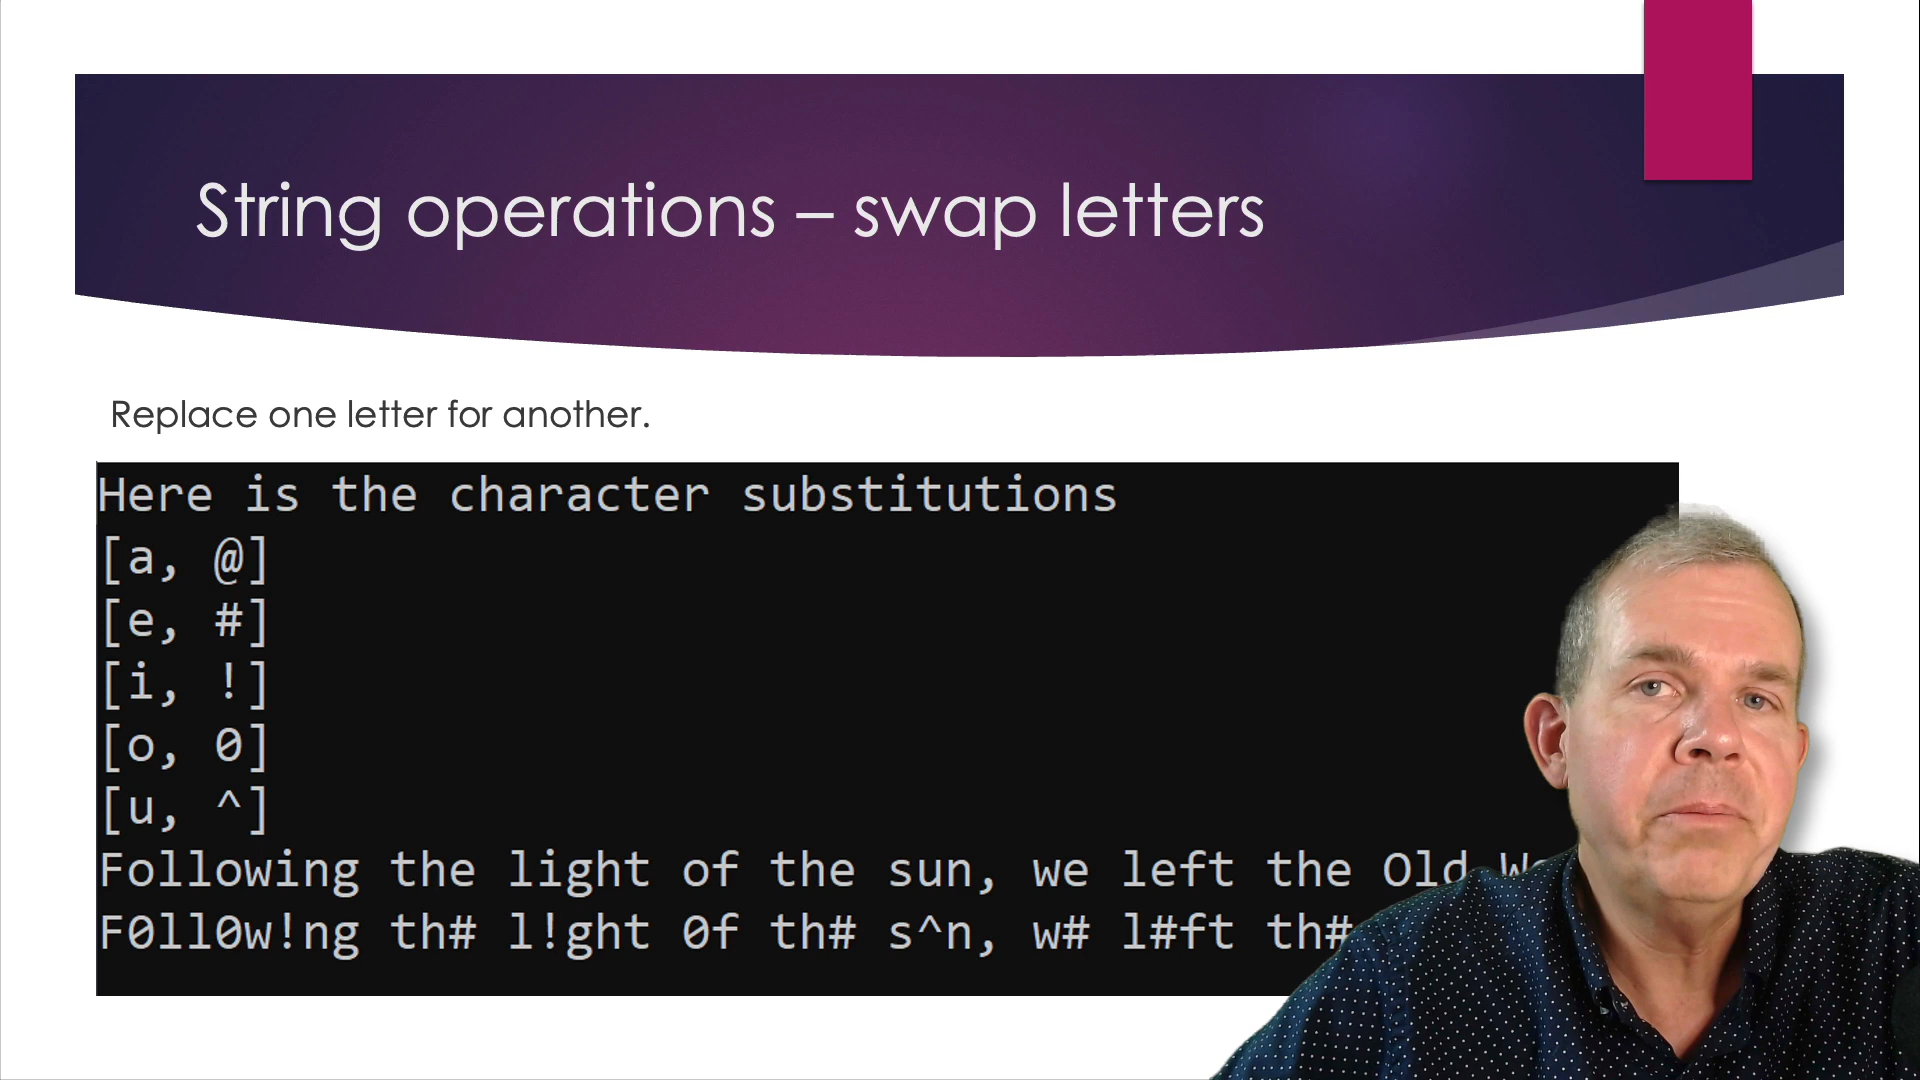 String operations – swap letters
Replace one letter for another.
Here is the character substitutions
[a, @]
[e, #]
[i, !]
[o, 0]
[u, ^]
Following the light of the sun, we left the Old
F0ll0w!ng th# l!ght 0f th# s^n, w# l#ft th#